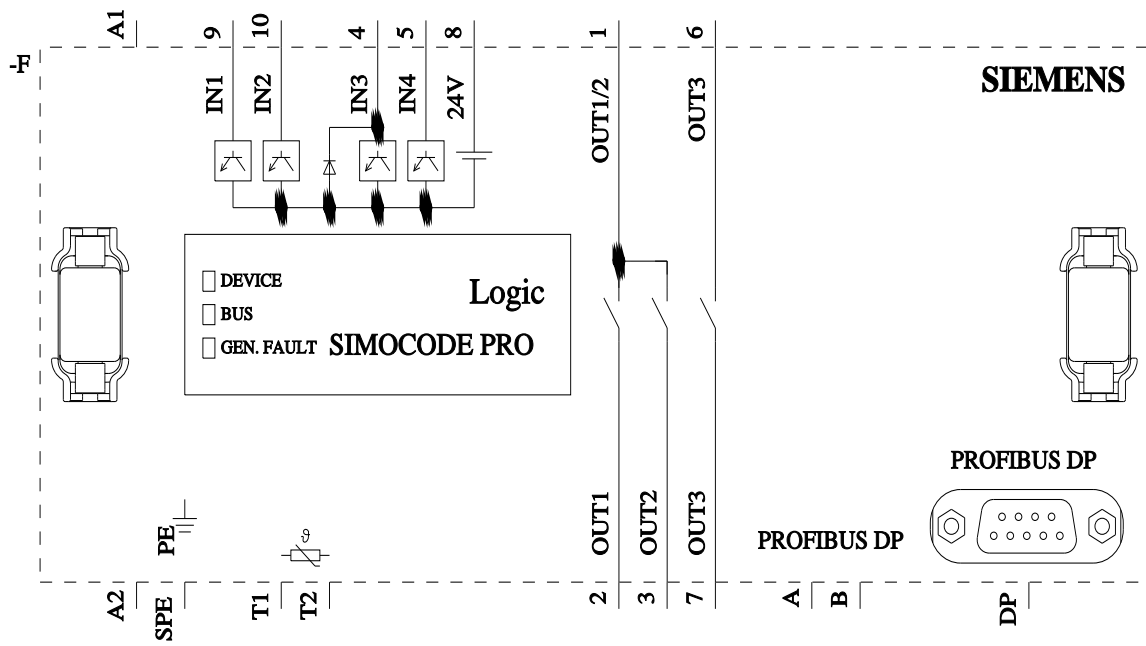 A1
9
10
4
5
8
1
6
-F
IN1
IN2
IN3
IN4
24V
OUT1/2
OUT3
SIEMENS
DEVICE
BUS
GEN. FAULT
Logic
SIMOCODE PRO
PROFIBUS DP
PE
ϑ
OUT1
OUT2
OUT3
PROFIBUS DP
A2
SPE
T1
T2
2
3
7
A
B
DP